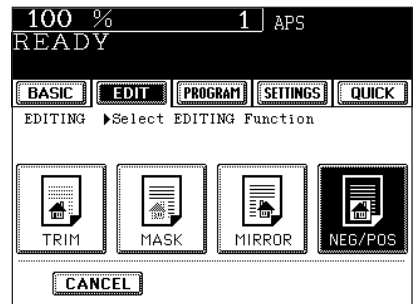 100 % 1 APS
READY
BASIC EDIT PROGRAM SETTINGS QUICK
EDITING ▶Select EDITING Function
TRIM MASK MIRROR NEG/POS
CANCEL